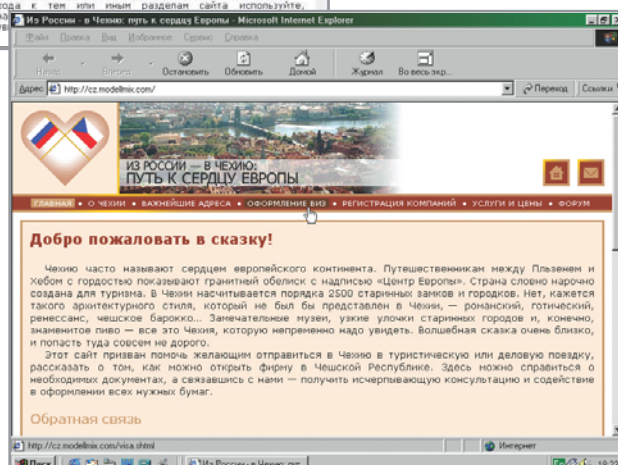 хода к тем или иным разделам сайта используйте,
Из России - в Чехию: путь к сердцу Европы - Microsoft Internet Explorer
Файл Правка Вид Избранное Сервис Справка
Назад Вперед Остановить Обновить Домой Журнал Во весь экр...
Адрес http://cz.modellmix.com/ Переход Ссылки
ИЗ РОССИИ — В ЧЕХИЮ:
ПУТЬ К СЕРДЦУ ЕВРОПЫ
ГЛАВНАЯ • О ЧЕХИИ • ВАЖНЕЙШИЕ АДРЕСА • ОФОРМЛЕНИЕ ВИЗ • РЕГИСТРАЦИЯ КОМПАНИЙ • УСЛУГИ И ЦЕНЫ • ФОРУМ
Добро пожаловать в сказку!
Чехию часто называют сердцем европейского континента. Путешественникам между Пльзенем и
Хебом с гордостью показывают гранитный обелиск с надписью «Центр Европы». Страна словно нарочно
создана для туризма. В Чехии насчитывается порядка 2500 старинных замков и городков. Нет, кажется
такого архитектурного стиля, который не был бы представлен в Чехии, — романский, готический,
ренессанс, чешское барокко... Замечательные музеи, узкие улочки старинных городов и, конечно,
знаменитое пиво — все это Чехия, которую непременно надо увидеть. Волшебная сказка очень близко,
и попасть туда совсем не дорого.
Этот сайт призван помочь желающим отправиться в Чехию в туристическую или деловую поездку,
рассказать о том, как можно открыть фирму в Чешской Республике. Здесь можно справиться о
необходимых документах, а связавшись с нами — получить исчерпывающую консультацию и содействие
в оформлении всех нужных бумаг.
Обратная связь
http://cz.modellmix.com/visa.shtml Интернет
Пуск Из России - в Чехию: пут...